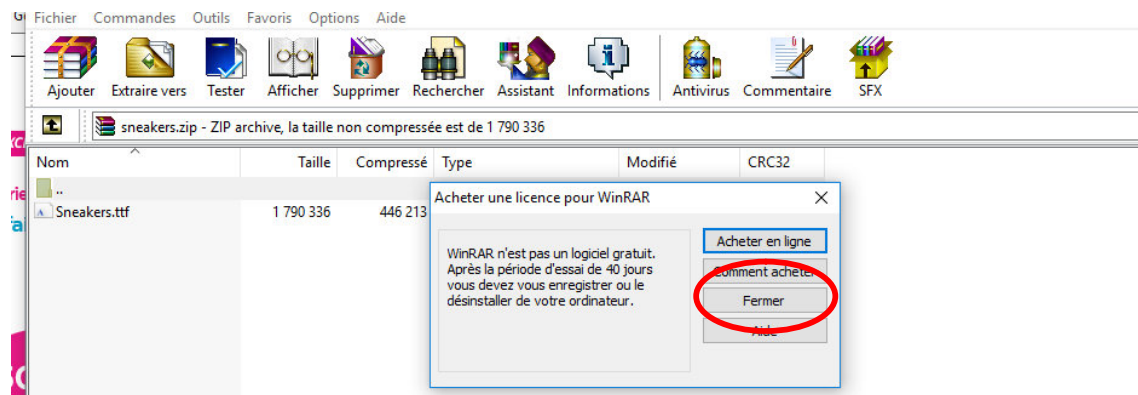 Fichier Commandes Outils Favoris Options Aide
Ajouter Extraire vers Tester Afficher Supprimer Rechercher Assistant Informations Antivirus Commentaire SFX
sneakers.zip - ZIP archive, la taille non compressée est de 1 790 336
Nom Taille Compressé Type Modifié CRC32
..
Sneakers.ttf 1 790 336 446 213
Acheter une licence pour WinRAR
WinRAR n'est pas un logiciel gratuit.
Après la période d'essai de 40 jours
vous devez vous enregistrer ou le
désinstaller de votre ordinateur.
Acheter en ligne
Comment acheter
Fermer
Aide